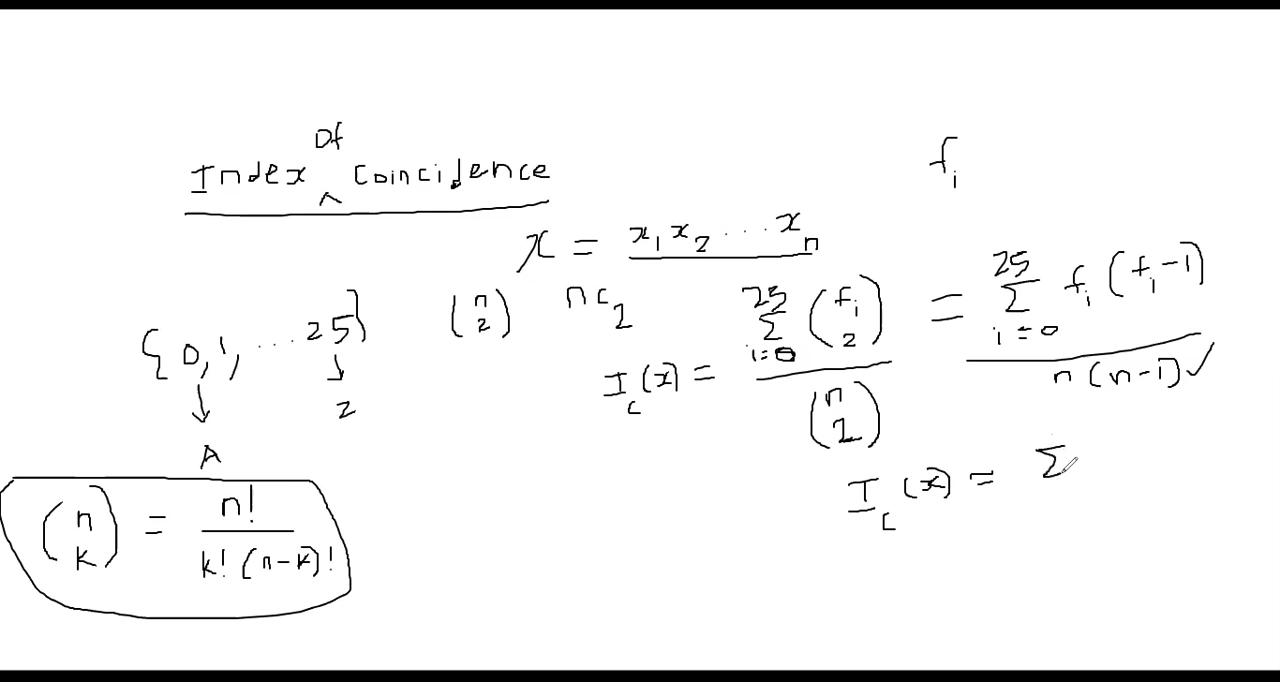 Index Of Coincidence
f_i
x = x_1 x_2 ... x_n
{0, 1, ... 25}
↓ ↓
A z
(n 2) nc_2
I_c(x) = Σ_{i=0}^{25} (f_i 2) / (n 2) = Σ_{i=0}^{25} f_i (f_i - 1) / n (n-1) ✓
I_c(x) = Σ
(n k) = n! / k! (n-k)!